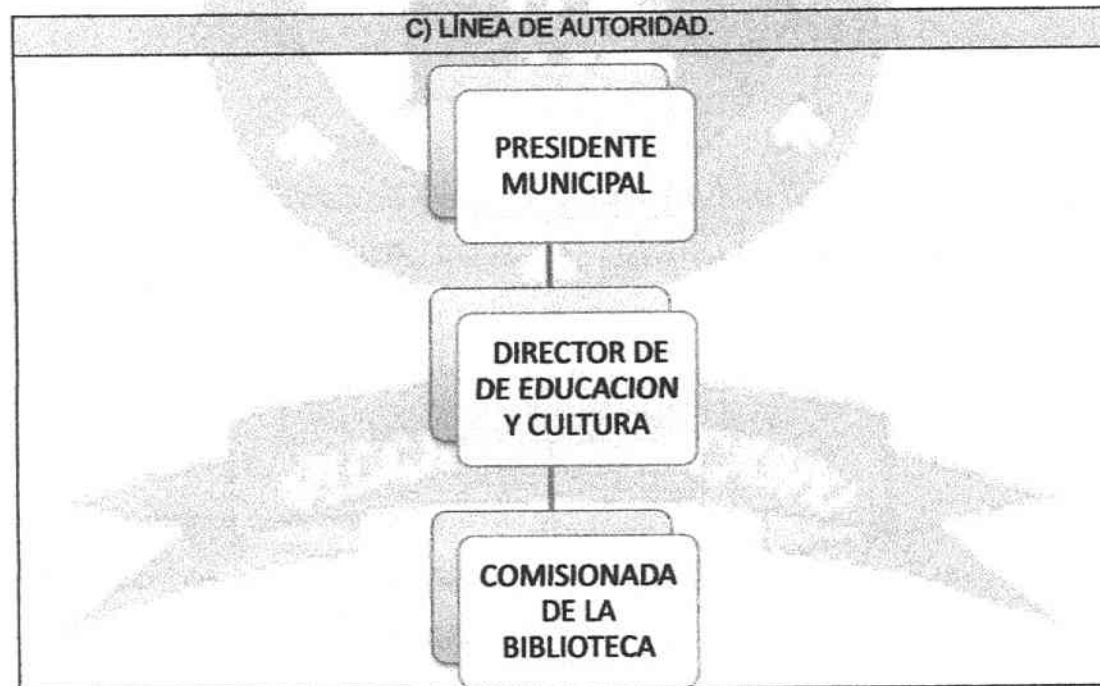 C) LÍNEA DE AUTORIDAD.
PRESIDENTE
MUNICIPAL
DIRECTOR DE
DE EDUCACION
Y CULTURA
COMISIONADA
DE LA
BIBLIOTECA